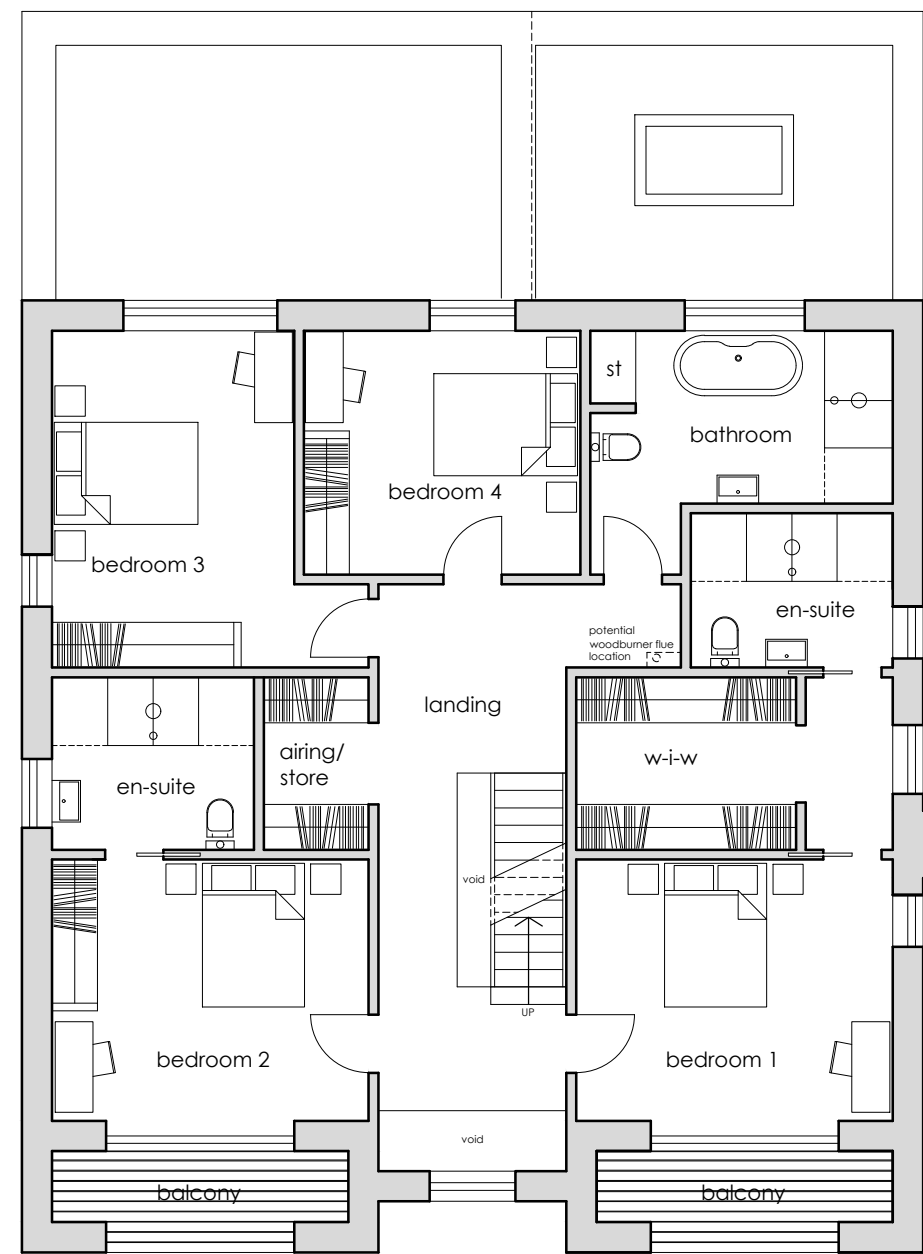 st
bathroom
bedroom 4
bedroom 3
en-suite
potential
woodburner flue
location
landing
airing/
store
w-i-w
en-suite
void
UP
bedroom 2
bedroom 1
void
balcony
balcony